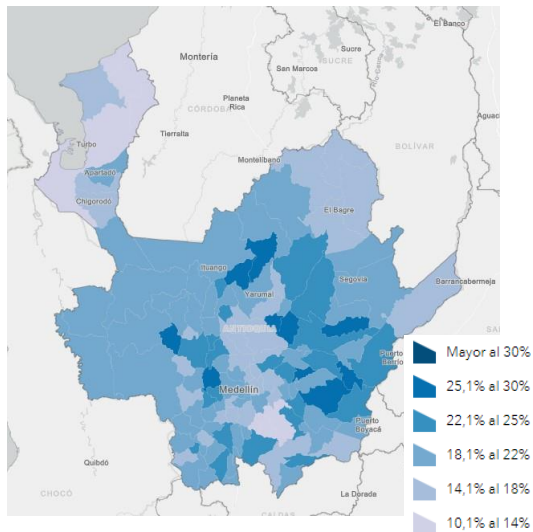 El Banco
Sucre
Montería
SUCRE
San Marcos
Planeta
Rica
CÓRDOBA
Tierralta
BOLÍVAR
Turbo
Montelíbano
Apartadó
Chigorodó
El Bagre
Ituango
Segovia
Barrancabermeja
Yarumal
ANTIOQUIA
Puerto
Berrío
Medellín
Puerto
Boyacá
Quibdó
CHOCÓ
La Dorada
CALDAS
Mayor al 30%
25,1% al 30%
22,1% al 25%
18,1% al 22%
14,1% al 18%
10,1% al 14%